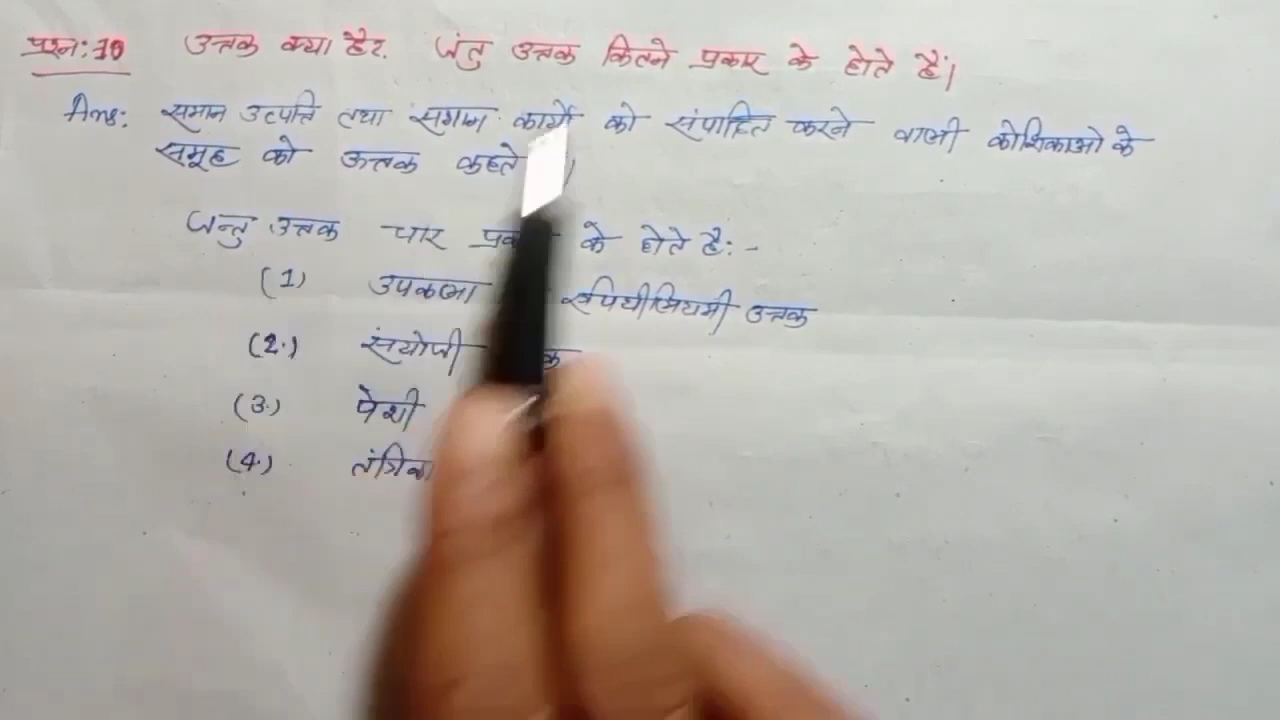 प्रश्न:10 उत्तक क्या है?. जंतु उत्तक कितने प्रकार के होते हैं।
Ans: समान उत्पत्ति तथा समान कार्यों को संपादित करने वाली कोशिकाओ के
समूह को ऊत्तक कहते
जन्तु उत्तक चार के होते है:-
(1) उपकला एपिथीलियमी उत्तक
(2.) संयोजी
(3.) पेशी
(4.) तंत्रिका